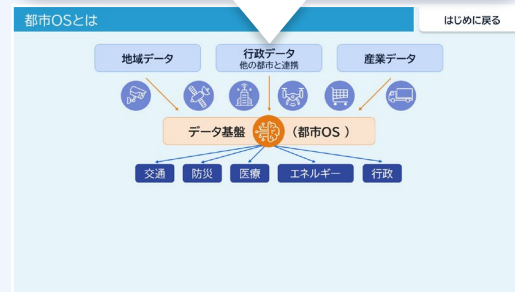 都市OSとは
はじめに戻る
地域データ
行政データ
他の都市と連携
産業データ
データ基盤 (都市OS )
交通
防災
医療
エネルギー
行政